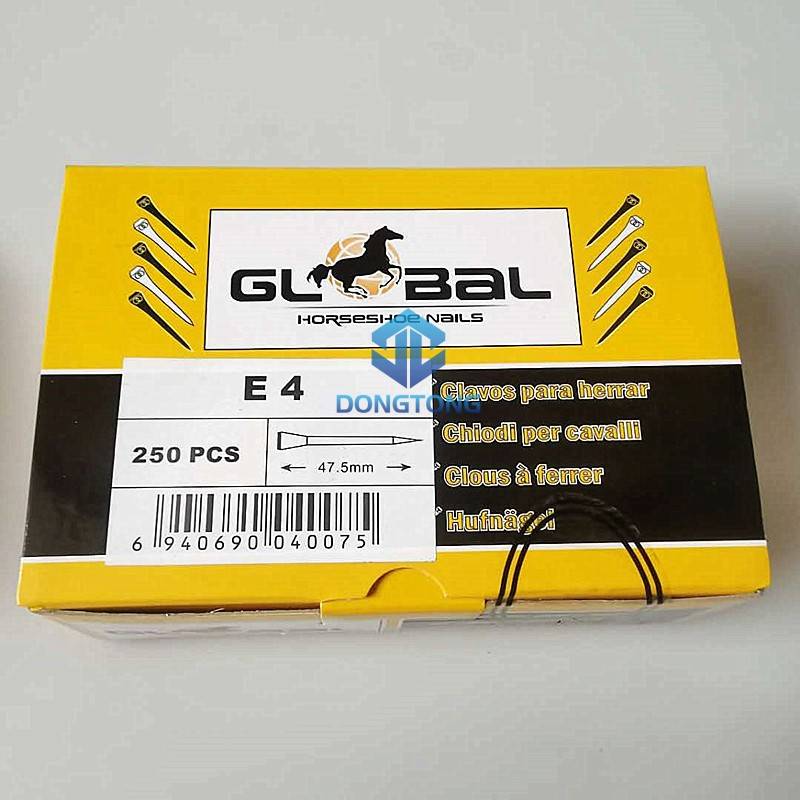 GLOBAL
HORSESHOE NAILS
DONGTONG
E 4
250 PCS
47.5mm
6 940690 040075
Clavos para herrar
Chiodi per cavalli
Clous à ferrer
Hufnägel